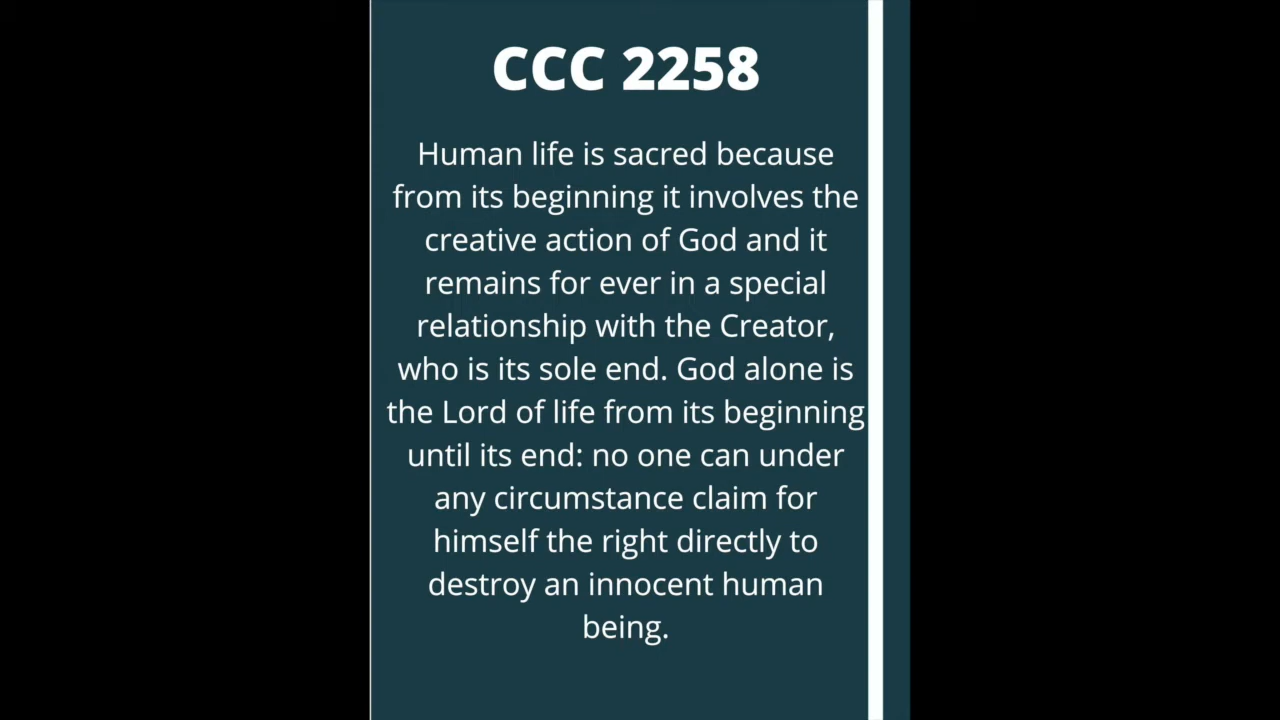 CCC 2258
Human life is sacred because
from its beginning it involves the
creative action of God and it
remains for ever in a special
relationship with the Creator,
who is its sole end. God alone is
the Lord of life from its beginning
until its end: no one can under
any circumstance claim for
himself the right directly to
destroy an innocent human
being.